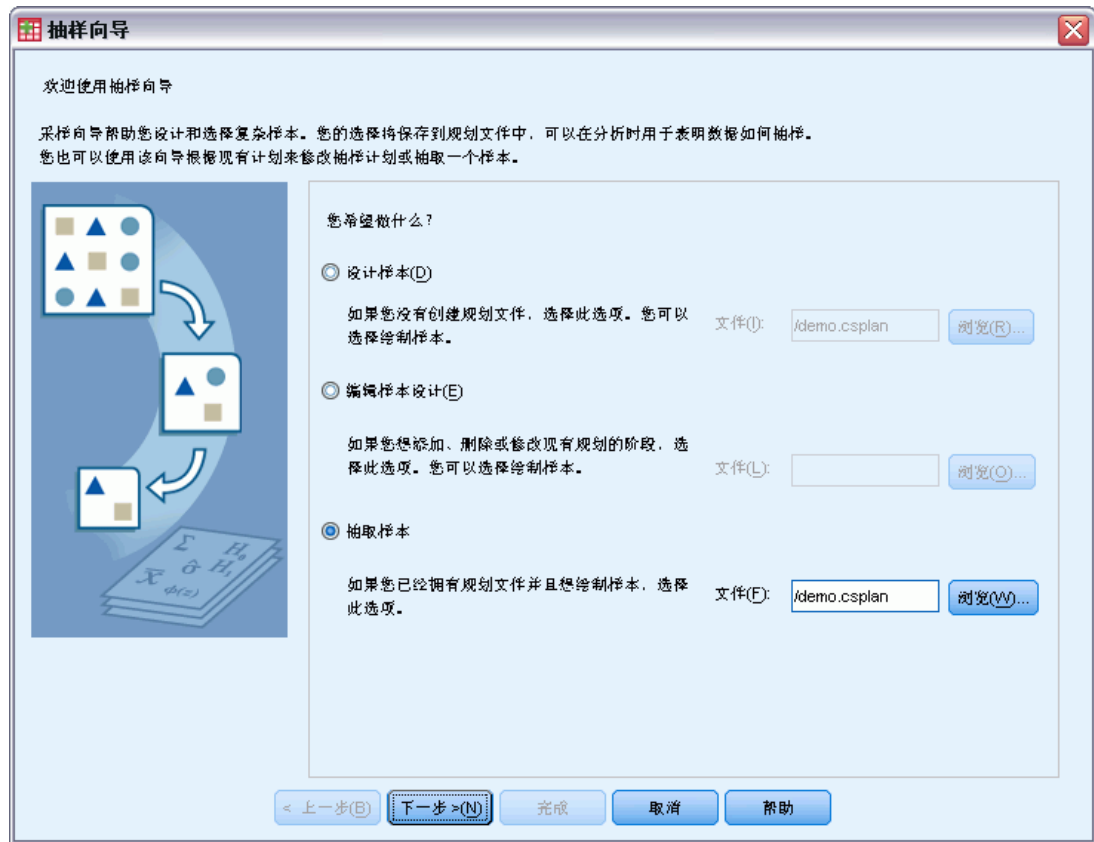 抽样向导
欢迎使用抽样向导
采样向导帮助您设计和选择复杂样本。您的选择将保存到规划文件中，可以在分析时用于表明数据如何抽样。
您也可以使用该向导根据现有计划来修改抽样计划或抽取一个样本。
您希望做什么?
设计样本(D)
如果您没有创建规划文件，选择此选项。您可以
选择绘制样本。
文件(I): /demo.csplan 浏览(R)...
编辑样本设计(E)
如果您想添加、删除或修改现有规划的阶段，选
择此选项。您可以选择绘制样本。
文件(L): 浏览(O)...
抽取样本
如果您已经拥有规划文件并且想绘制样本，选择
此选项。
文件(F): /demo.csplan 浏览(W)...
Σ H₀
X̄ σ̂ H₁
φ(z)
< 上一步(B) 下一步 >(N) 完成 取消 帮助